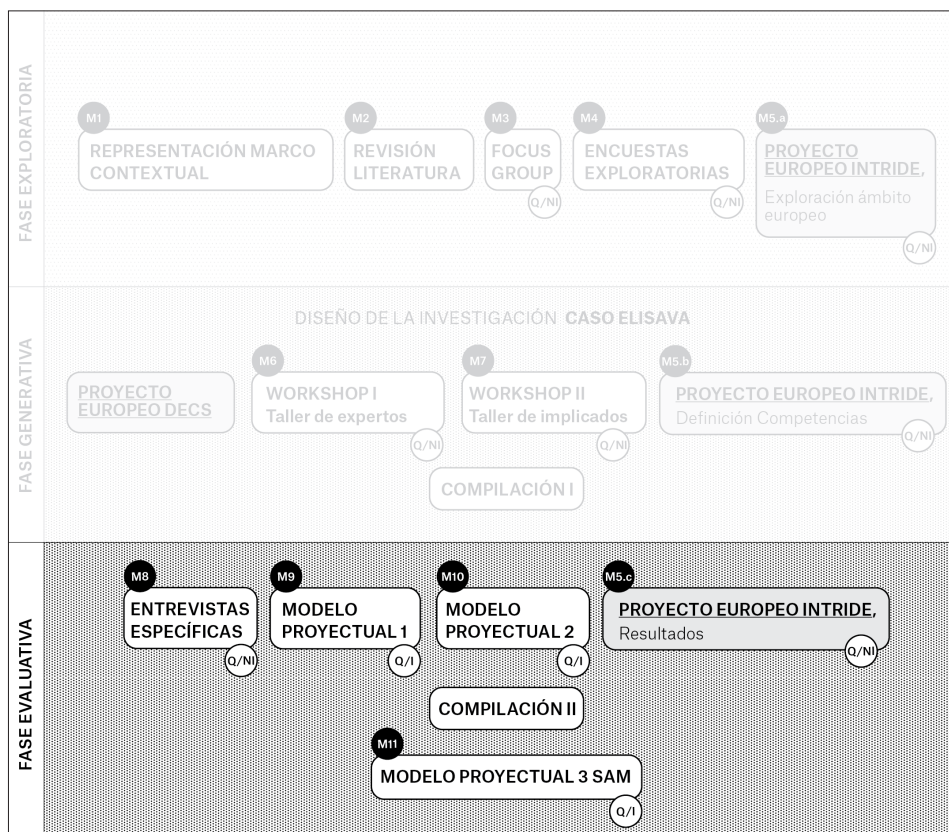 FASE EXPLORATORIA
M1
REPRESENTACIÓN MARCO
CONTEXTUAL
M2
REVISIÓN
LITERATURA
M3
FOCUS
GROUP
Q/NI
M4
ENCUESTAS
EXPLORATORIAS
Q/NI
M5.a
PROYECTO
EUROPEO INTRIDE,
Exploración ámbito
europeo
Q/NI
FASE GENERATIVA
DISEÑO DE LA INVESTIGACIÓN CASO ELISAVA
PROYECTO
EUROPEO DECS
M6
WORKSHOP I
Taller de expertos
Q/NI
M7
WORKSHOP II
Taller de implicados
Q/NI
M5.b
PROYECTO EUROPEO INTRIDE,
Definición Competencias
Q/NI
COMPILACIÓN I
FASE EVALUATIVA
M8
ENTREVISTAS
ESPECÍFICAS
Q/NI
M9
MODELO
PROYECTUAL 1
Q/I
M10
MODELO
PROYECTUAL 2
Q/I
M5.c
PROYECTO EUROPEO INTRIDE,
Resultados
Q/NI
COMPILACIÓN II
M11
MODELO PROYECTUAL 3 SAM
Q/I